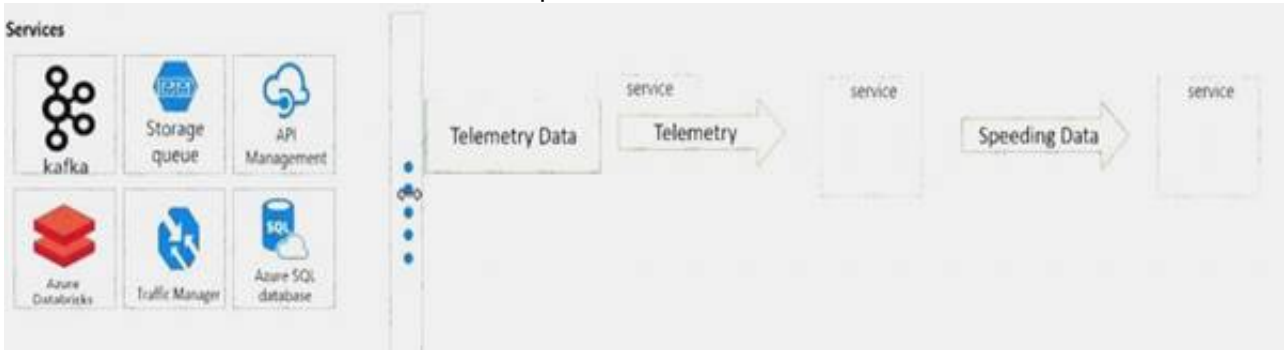 Services
kafka
Storage
queue
API
Management
Azure
Databricks
Traffic Manager
SQL
Azure SQL
database
Telemetry Data
service
Telemetry
service
Speeding Data
service